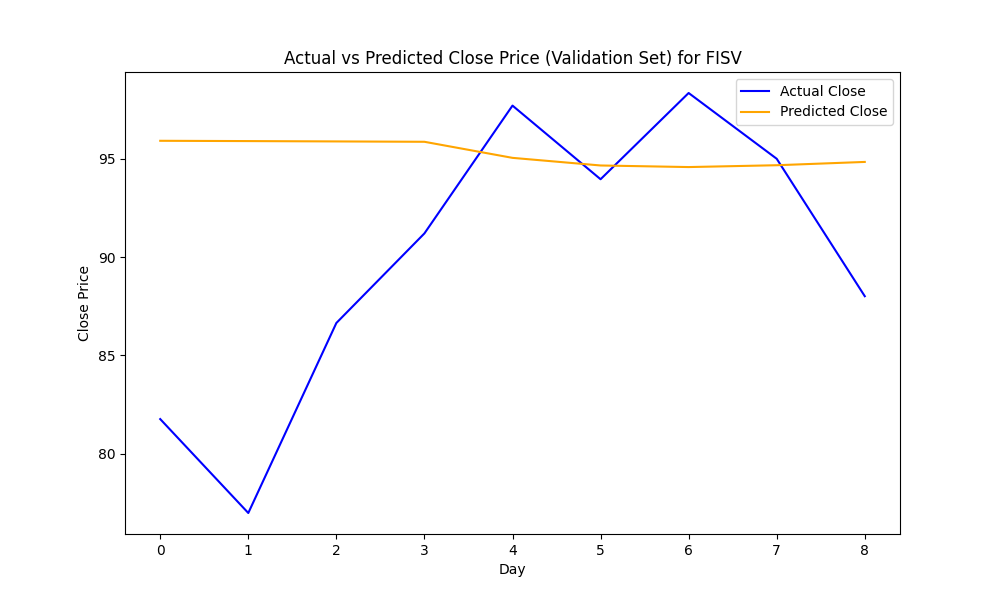 Actual vs Predicted Close Price (Validation Set) for FISV
Actual Close
Predicted Close
Close Price
95
90
85
80
0 1 2 3 4 5 6 7 8
Day